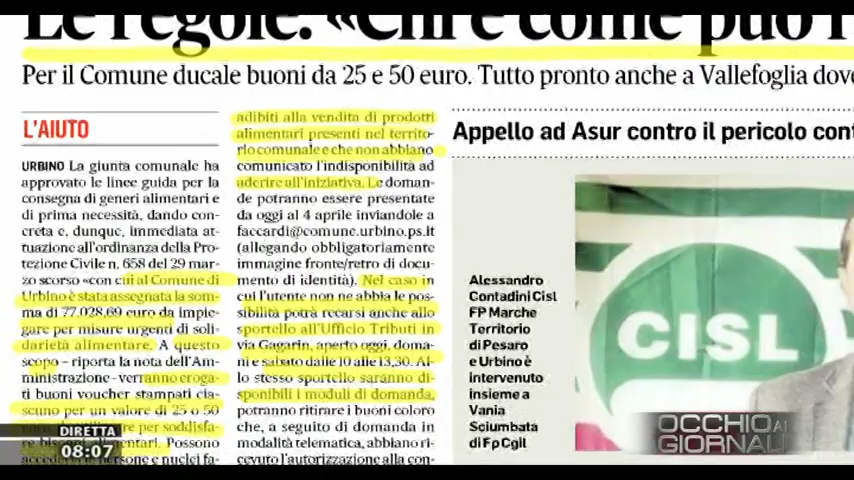 Le regole: «Chi e come può
Per il Comune ducale buoni da 25 e 50 euro. Tutto pronto anche a Vallefoglia dove
L'AIUTO
URBINO La giunta comunale ha
approvato le linee guida per la
consegna di generi alimentari e
di prima necessità, dando con-
creta e, dunque, immediata at-
tuazione all'ordinanza della Pro-
tezione Civile n. 658 del 29 mar-
zo scorso «con cui al Comune di
Urbino è stata assegnata la som-
ma di 77.028,69 euro da impie-
gare per misure urgenti di soli-
darietà alimentare. A questo
scopo – riporta la nota dell'Am-
ministrazione - verranno eroga-
ti buoni voucher stampati cia-
scuno per un valore di 25 o 50
per soddisfa-
alimentari. Possono
persone e nuclei fa-
adibiti alla vendita di prodotti
alimentari presenti nel territo-
rio comunale e che non abbiano
comunicato l'indisponibilità ad
aderire all'iniziativa. Le doman-
de potranno essere presentate
da oggi al 4 aprile inviandole a
faccardi@comune.urbino.ps.it
(allegando obbligatoriamente
immagine fronte/retro di docu-
mento di identità). Nel caso in
cui l'utente non ne abbia le pos-
sibilità potrà recarsi anche allo
sportello all'Ufficio Tributi in
via Gagarin, aperto oggi, doma-
ni e sabato dalle 10 alle 13,30. Al-
lo stesso sportello saranno di-
sponibili i moduli di domanda,
potranno ritirare i buoni coloro
che, a seguito di domanda in
modalità telematica, abbiano ri-
cevuto l'autorizzazione alla con-
Appello ad Asur contro il pericolo
Alessandro
Contadini Cisl
FP Marche
Territorio
di Pesaro
e Urbino è
intervenuto
insieme a
Vania
Sciumbata
di Fp Cgil
CISL
OCCHIO AI
GIORNALI
DIRETTA
08:07